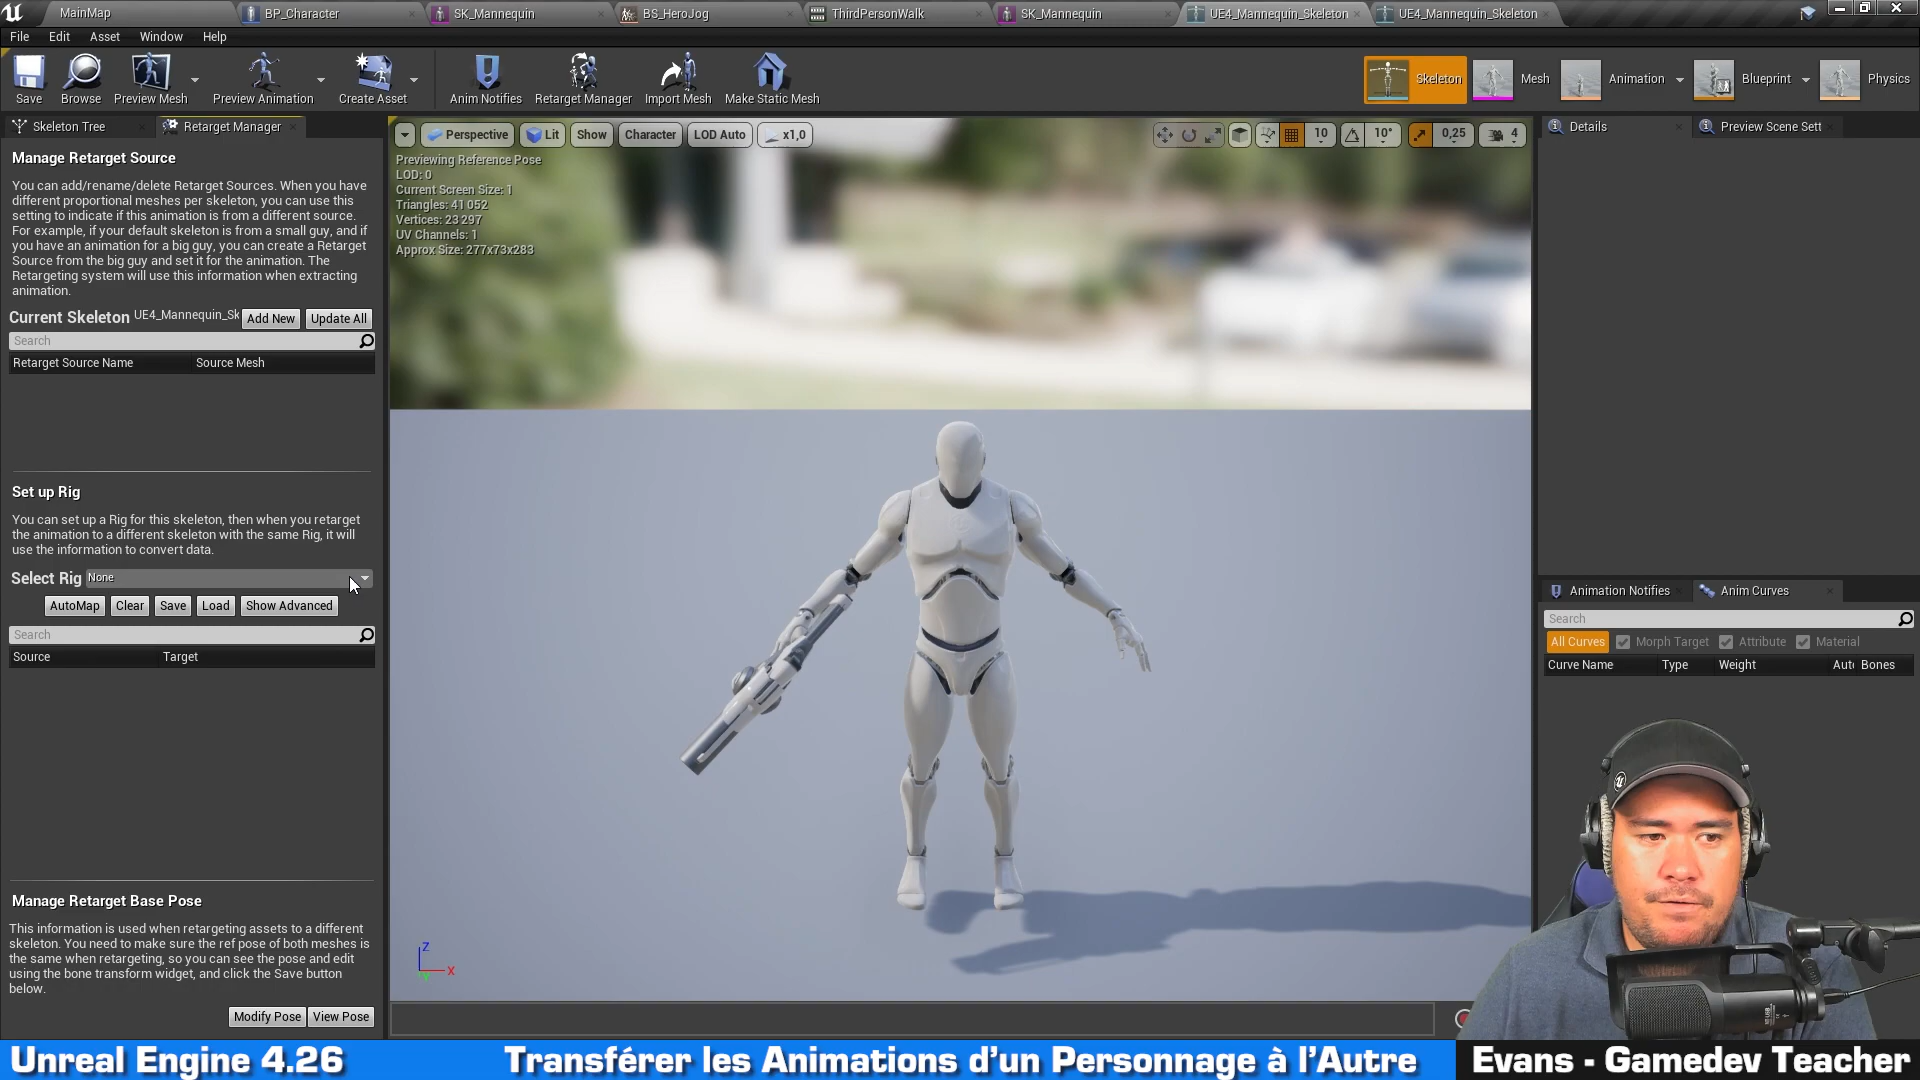 MainMap
BP_Character
SK_Mannequin
BS_HeroJog
ThirdPersonWalk
SK_Mannequin
UE4_Mannequin_Skeleton
UE4_Mannequin_Skeleton
File Edit Asset Window Help
Save
Browse
Preview Mesh
Preview Animation
Create Asset
Anim Notifies
Retarget Manager
Import Mesh
Make Static Mesh
Skeleton
Mesh
Animation
Blueprint
Physics
Skeleton Tree
Retarget Manager
Manage Retarget Source
You can add/rename/delete Retarget Sources. When you have
different proportional meshes per skeleton, you can use this
setting to indicate if this animation is from a different source.
For example, if your default skeleton is from a small guy, and if
you have an animation for a big guy, you can create a Retarget
Source from the big guy and set it for the animation. The
Retargeting system will use this information when extracting
animation.
Current Skeleton UE4_Mannequin_Sk Add New Update All
Search
Retarget Source Name Source Mesh
Set up Rig
You can set up a Rig for this skeleton, then when you retarget
the animation to a different skeleton with the same Rig, it will
use the information to convert data.
Select Rig None
AutoMap Clear Save Load Show Advanced
Search
Source Target
Manage Retarget Base Pose
This information is used when retargeting assets to a different
skeleton. You need to make sure the ref pose of both meshes is
the same when retargeting, so you can see the pose and edit
using the bone transform widget, and click the Save button
below.
Modify Pose View Pose
Perspective Lit Show Character LOD Auto x1,0
10 10° 0,25 4
Previewing Reference Pose
LOD: 0
Current Screen Size: 1
Triangles: 41 052
Vertices: 23 297
UV Channels: 1
Approx Size: 277x73x283
Z
X
Y
Details
Preview Scene Sett
Animation Notifies
Anim Curves
Search
All Curves Morph Target Attribute Material
Curve Name Type Weight Aut Bones
Unreal Engine 4.26
Transférer les Animations d’un Personnage à l’Autre
Evans - Gamedev Teacher